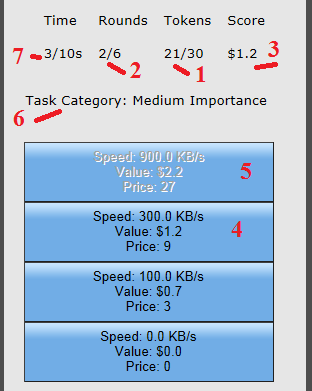 Time Rounds Tokens Score
7 3/10s 2/6 21/30 $1.2 3
2 1
Task Category: Medium Importance
6
Speed: 900.0 KB/s
Value: $2.2 5
Price: 27
Speed: 300.0 KB/s
Value: $1.2 4
Price: 9
Speed: 100.0 KB/s
Value: $0.7
Price: 3
Speed: 0.0 KB/s
Value: $0.0
Price: 0